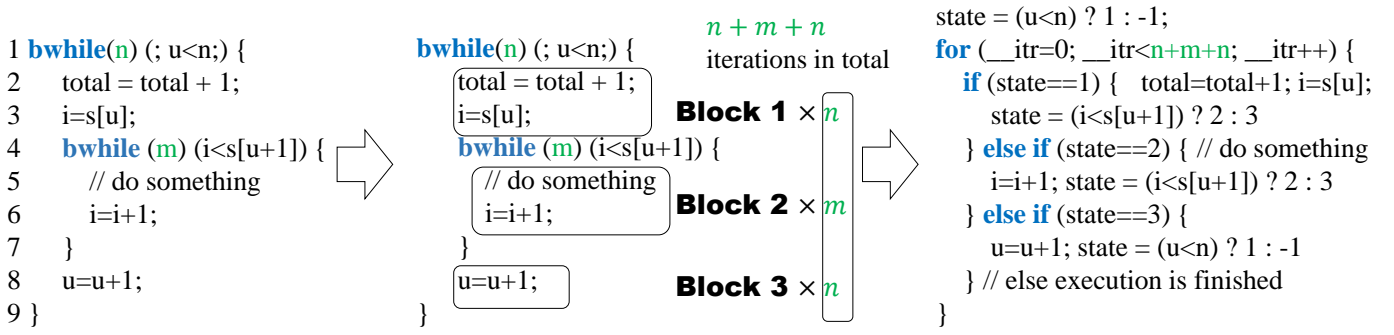 1 bwhile(n) (; u<n;) {
2 total = total + 1;
3 i=s[u];
4 bwhile (m) (i<s[u+1]) {
5 // do something
6 i=i+1;
7 }
8 u=u+1;
9 }
bwhile(n) (; u<n;) {
total = total + 1;
i=s[u];
bwhile (m) (i<s[u+1]) {
// do something
i=i+1;
}
u=u+1;
}
n + m + n
iterations in total
Block 1 × n
Block 2 × m
Block 3 × n
state = (u<n) ? 1 : -1;
for (__itr=0; __itr<n+m+n; __itr++) {
if (state==1) { total=total+1; i=s[u];
state = (i<s[u+1]) ? 2 : 3
} else if (state==2) { // do something
i=i+1; state = (i<s[u+1]) ? 2 : 3
} else if (state==3) {
u=u+1; state = (u<n) ? 1 : -1
} // else execution is finished
}